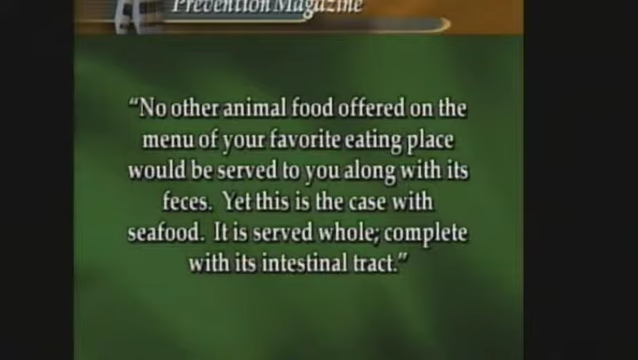 Prevention Magazine
“No other animal food offered on the
menu of your favorite eating place
would be served to you along with its
feces.  Yet this is the case with
seafood.  It is served whole; complete
with its intestinal tract.”